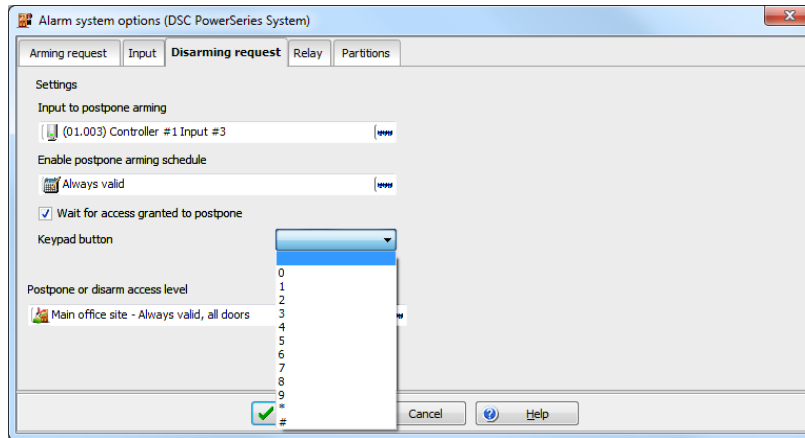 Alarm system options (DSC PowerSeries System)
Arming request Input Disarming request Relay Partitions
Settings
Input to postpone arming
(01.003) Controller #1 Input #3
Enable postpone arming schedule
Always valid
Wait for access granted to postpone
Keypad button
0
1
2
3
4
5
6
7
8
9
*
#
Postpone or disarm access level
Main office site - Always valid, all doors
Cancel Help